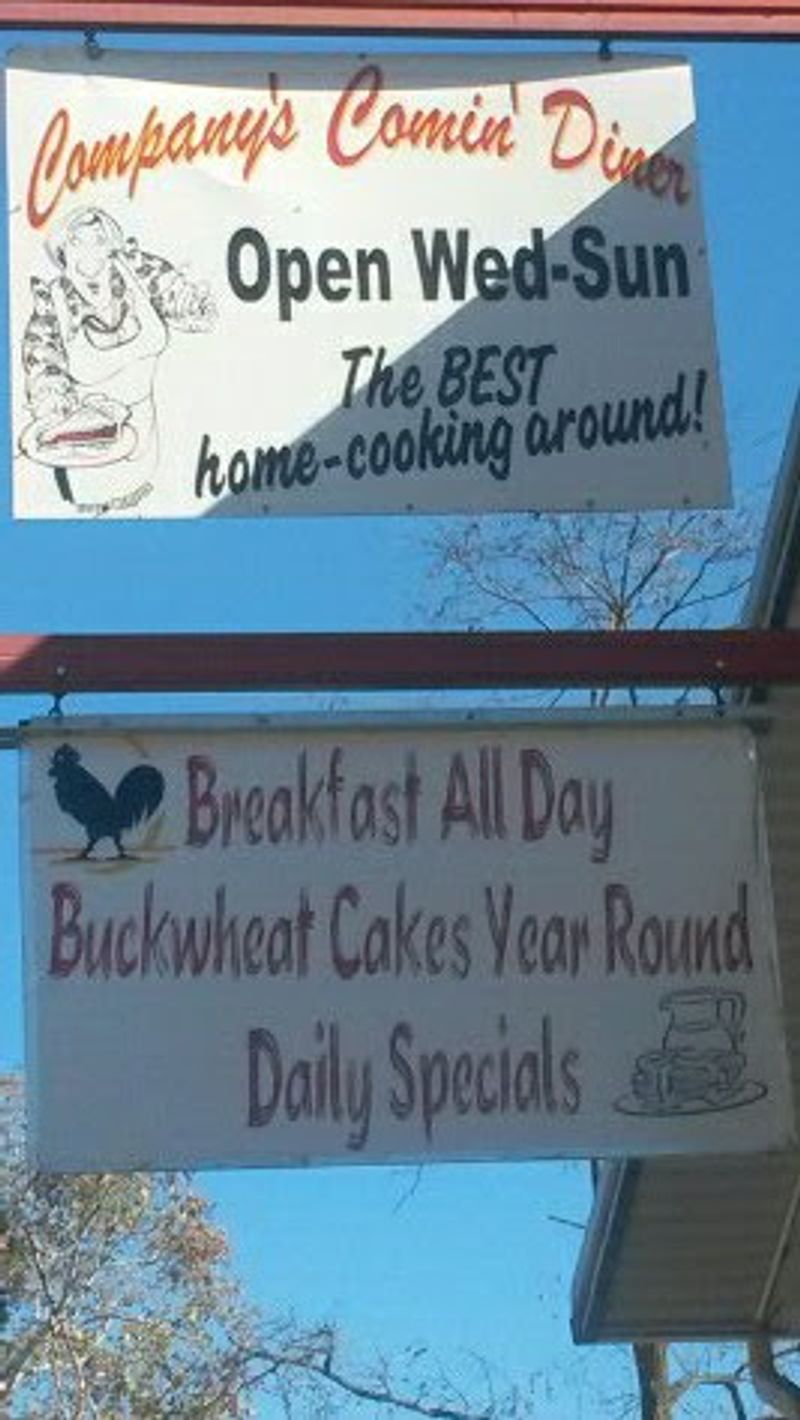 Company's Comin' Diner
Open Wed-Sun
The BEST
home-cooking around!
Breakfast All Day
Buckwheat Cakes Year Round
Daily Specials